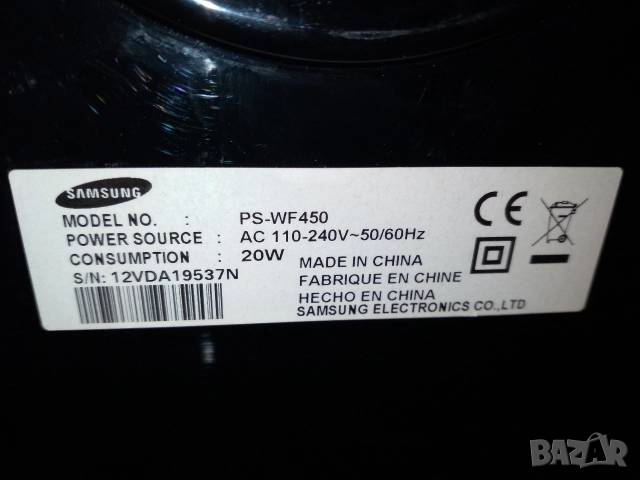 SAMSUNG
MODEL NO. : PS-WF450
POWER SOURCE : AC 110-240V~50/60Hz
CONSUMPTION : 20W
S/N: 12VDA19537N
MADE IN CHINA
FABRIQUE EN CHINE
HECHO EN CHINA
SAMSUNG ELECTRONICS CO.,LTD
CE
BAZAR